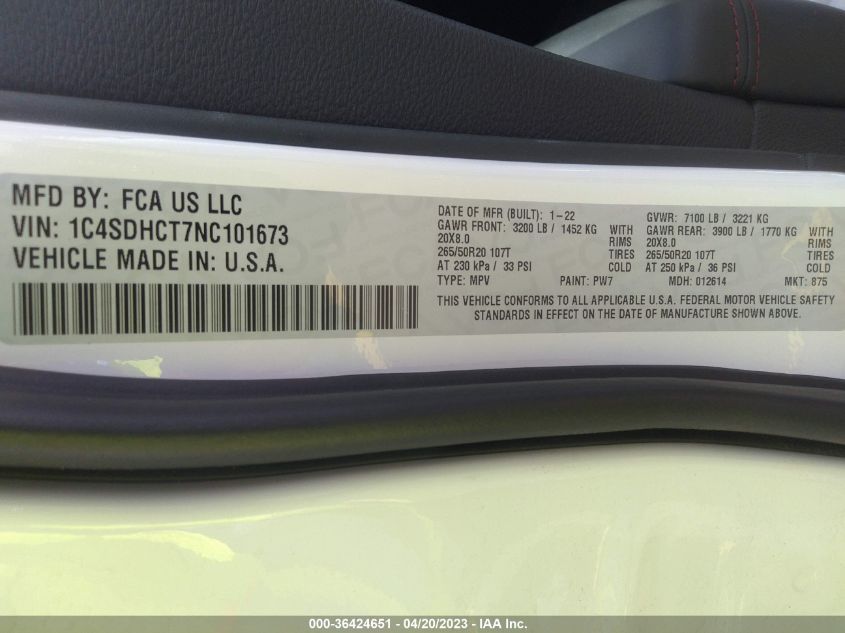 MFD BY: FCA US LLC
VIN: 1C4SDHCT7NC101673
VEHICLE MADE IN: U.S.A.
DATE OF MFR (BUILT): 1-22 GVWR: 7100 LB / 3221 KG
GAWR FRONT: 3200 LB / 1452 KG WITH GAWR REAR: 3900 LB / 1770 KG WITH
20X8.0 RIMS 20X8.0 RIMS
265/50R20 107T TIRES 265/50R20 107T TIRES
AT 230 kPa / 33 PSI COLD AT 250 kPa / 36 PSI COLD
TYPE: MPV PAINT: PW7 MDH: 012614 MKT: 875
THIS VEHICLE CONFORMS TO ALL APPLICABLE U.S.A. FEDERAL MOTOR VEHICLE SAFETY
STANDARDS IN EFFECT ON THE DATE OF MANUFACTURE SHOWN ABOVE.
000-36424651 - 04/20/2023 - IAA Inc.